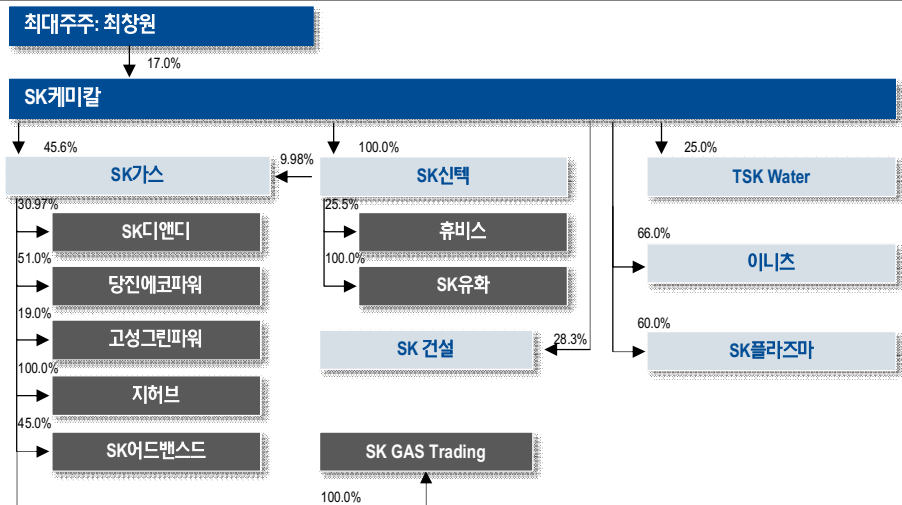 최대주주: 최창원
17.0%
SK케미칼
45.6%
100.0%
25.0%
SK가스
9.98%
SK신텍
TSK Water
30.97%
SK디앤디
25.5%
휴비스
66.0%
이니츠
51.0%
당진에코파워
100.0%
SK유화
19.0%
고성그린파워
SK 건설
28.3%
60.0%
SK플라즈마
100.0%
지허브
45.0%
SK어드밴스드
SK GAS Trading
100.0%